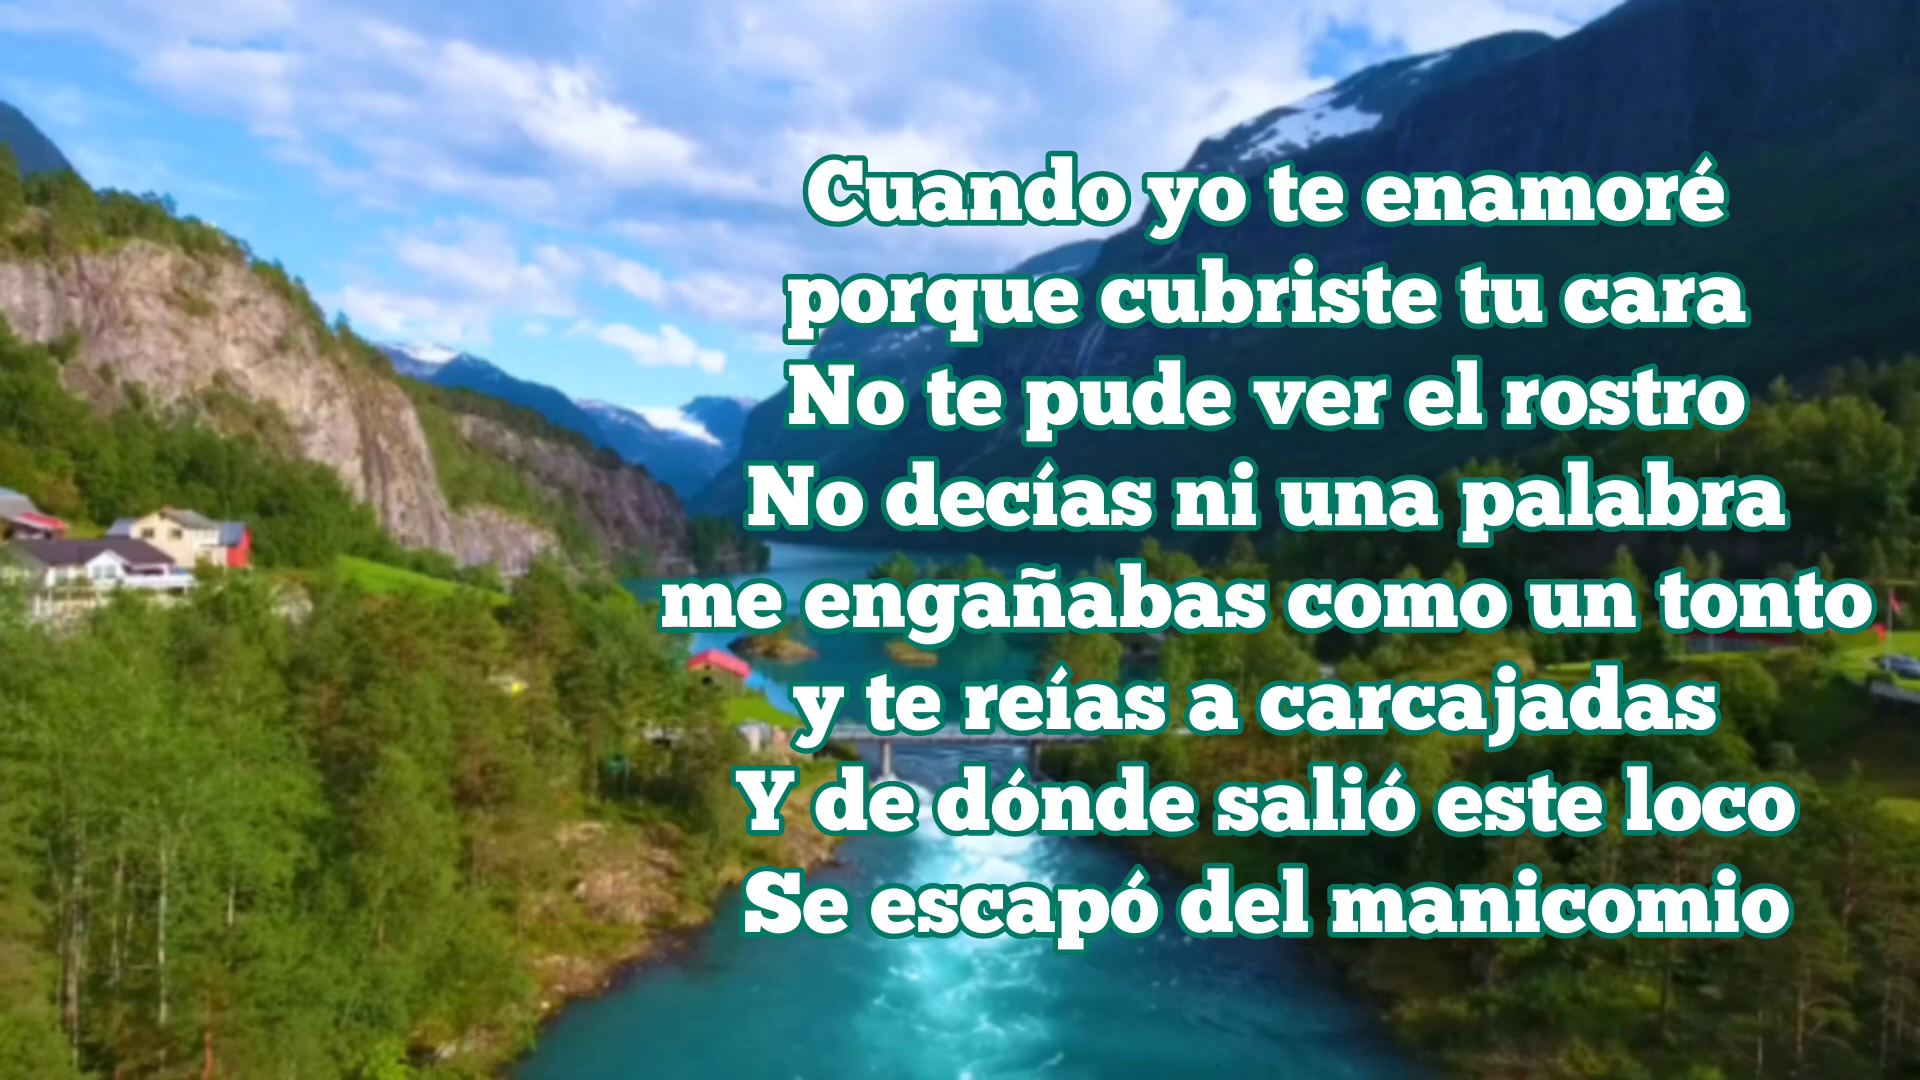 Cuando yo te enamoré
porque cubriste tu cara
No te pude ver el rostro
No decías ni una palabra
me engañabas como un tonto
y te reías a carcajadas
Y de dónde salió este loco
Se escapó del manicomio